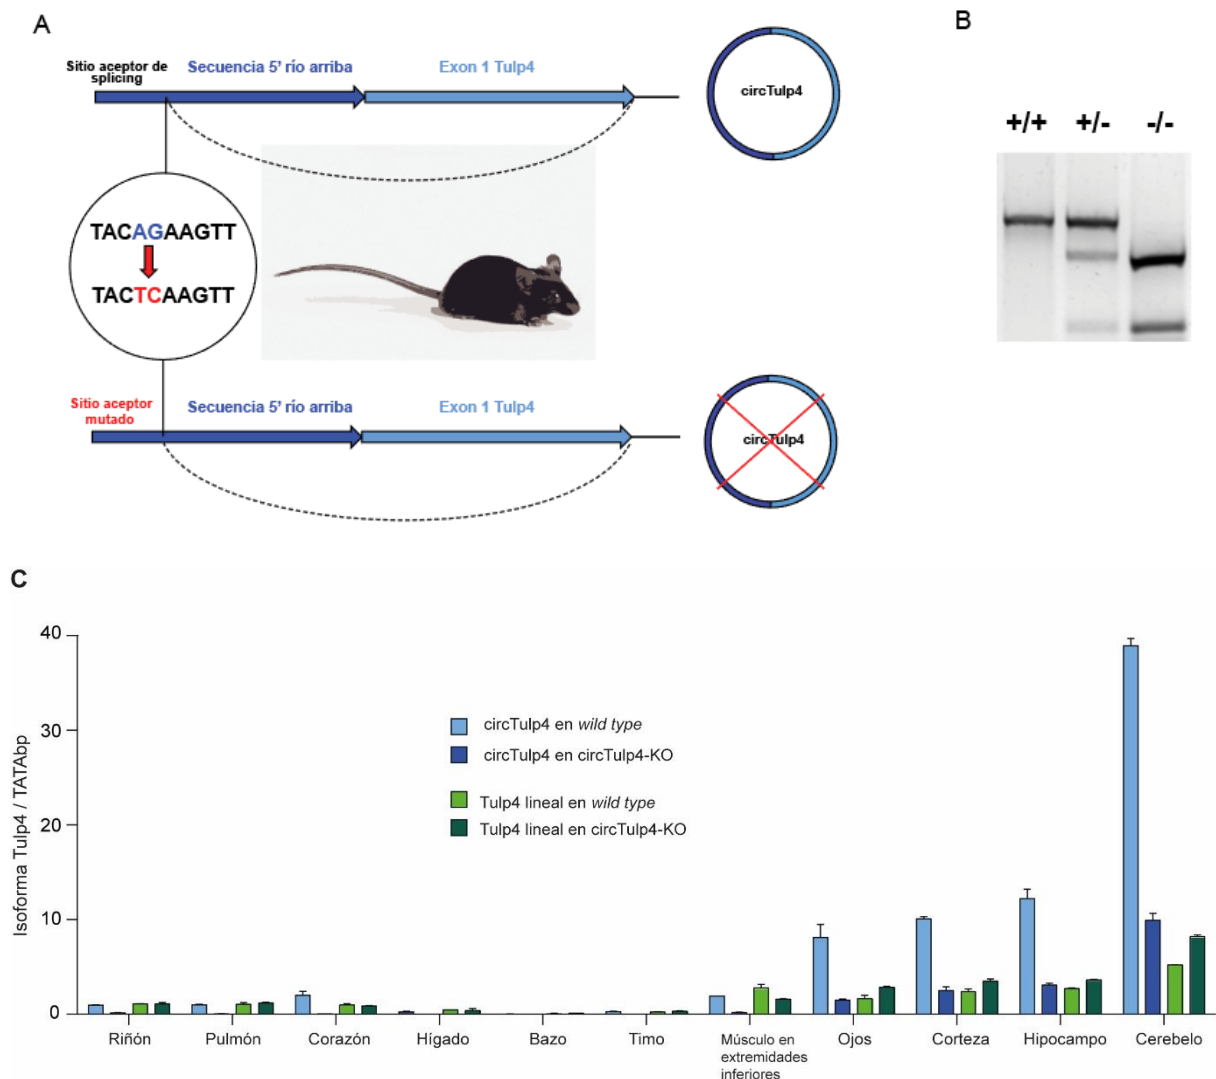 A
Sitio aceptor de
splicing
Secuencia 5' río arriba
Exon 1 Tulp4
circTulp4
TACAGAAGTT
TACTCAAGTT
Sitio aceptor
mutado
Secuencia 5' río arriba
Exon 1 Tulp4
circTulp4
B
+/+ +/- -/-
C
Isoforma Tulp4 / TATAbp
40
30
20
10
0
circTulp4 en wild type
circTulp4 en circTulp4-KO
Tulp4 lineal en wild type
Tulp4 lineal en circTulp4-KO
Riñón
Pulmón
Corazón
Hígado
Bazo
Timo
Músculo en
extremidades
inferiores
Ojos
Corteza
Hipocampo
Cerebelo